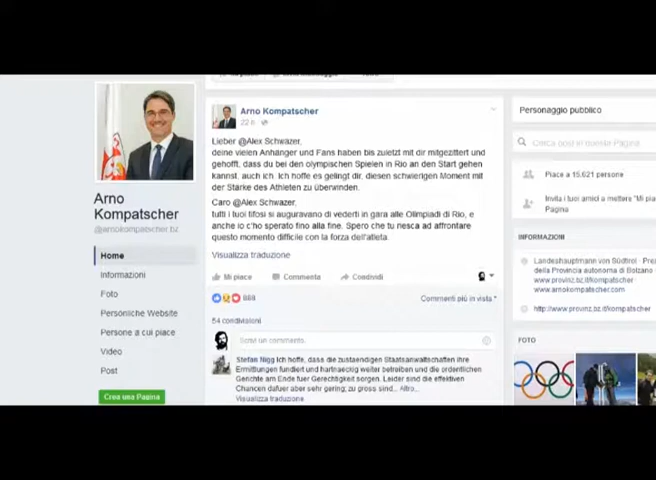 Arno Kompatscher
22 h
Lieber @Alex Schwazer,
deine vielen Anhänger und Fans haben bis zuletzt mit dir mitgezittert und
gehofft, dass du bei den olympischen Spielen in Rio an den Start gehen
kannst, auch ich. Ich hoffe es gelingt dir, diesen schwierigen Moment mit
der Stärke des Athleten zu überwinden.
Caro @Alex Schwazer,
tutti i tuoi tifosi si auguravano di vederti in gara alle Olimpiadi di Rio, e
anche io c'ho sperato fino alla fine. Spero che tu riesca ad affrontare
questo momento difficile con la forza dell'atleta.
Visualizza traduzione
Mi piace
Commenta
Condividi
888
Commenti più in vista
54 condivisioni
Scrivi un commento...
Stefan Nigg Ich hoffe, dass die zustaendigen Staatsanwaltschaften ihre
Ermittlungen fundiert und hartnaeckig weiter betreiben und die ordentlichen
Gerichte am Ende fuer Gerechtigkeit sorgen. Leider sind die effektiven
Chancen dafuer aber sehr gering; zu gross sind... Altro...
Visualizza traduzione
Arno
Kompatscher
@arnokompatscher.bz
Home
Informazioni
Foto
Personiche Website
Persone a cui piace
Video
Post
Crea una Pagina
Personaggio pubblico
Cerca post in questa Pagina
Piace a 15.621 persone
Invita i tuoi amici a mettere "Mi pia
Pagina
INFORMAZIONI
Landeshauptmann von Südtirol - Pres
della Provincia autonoma di Bolzano
www.provinz.bz.it/kompatscher
www.arnokompatscher.com
http://www.provinz.bz.it/kompatscher
FOTO